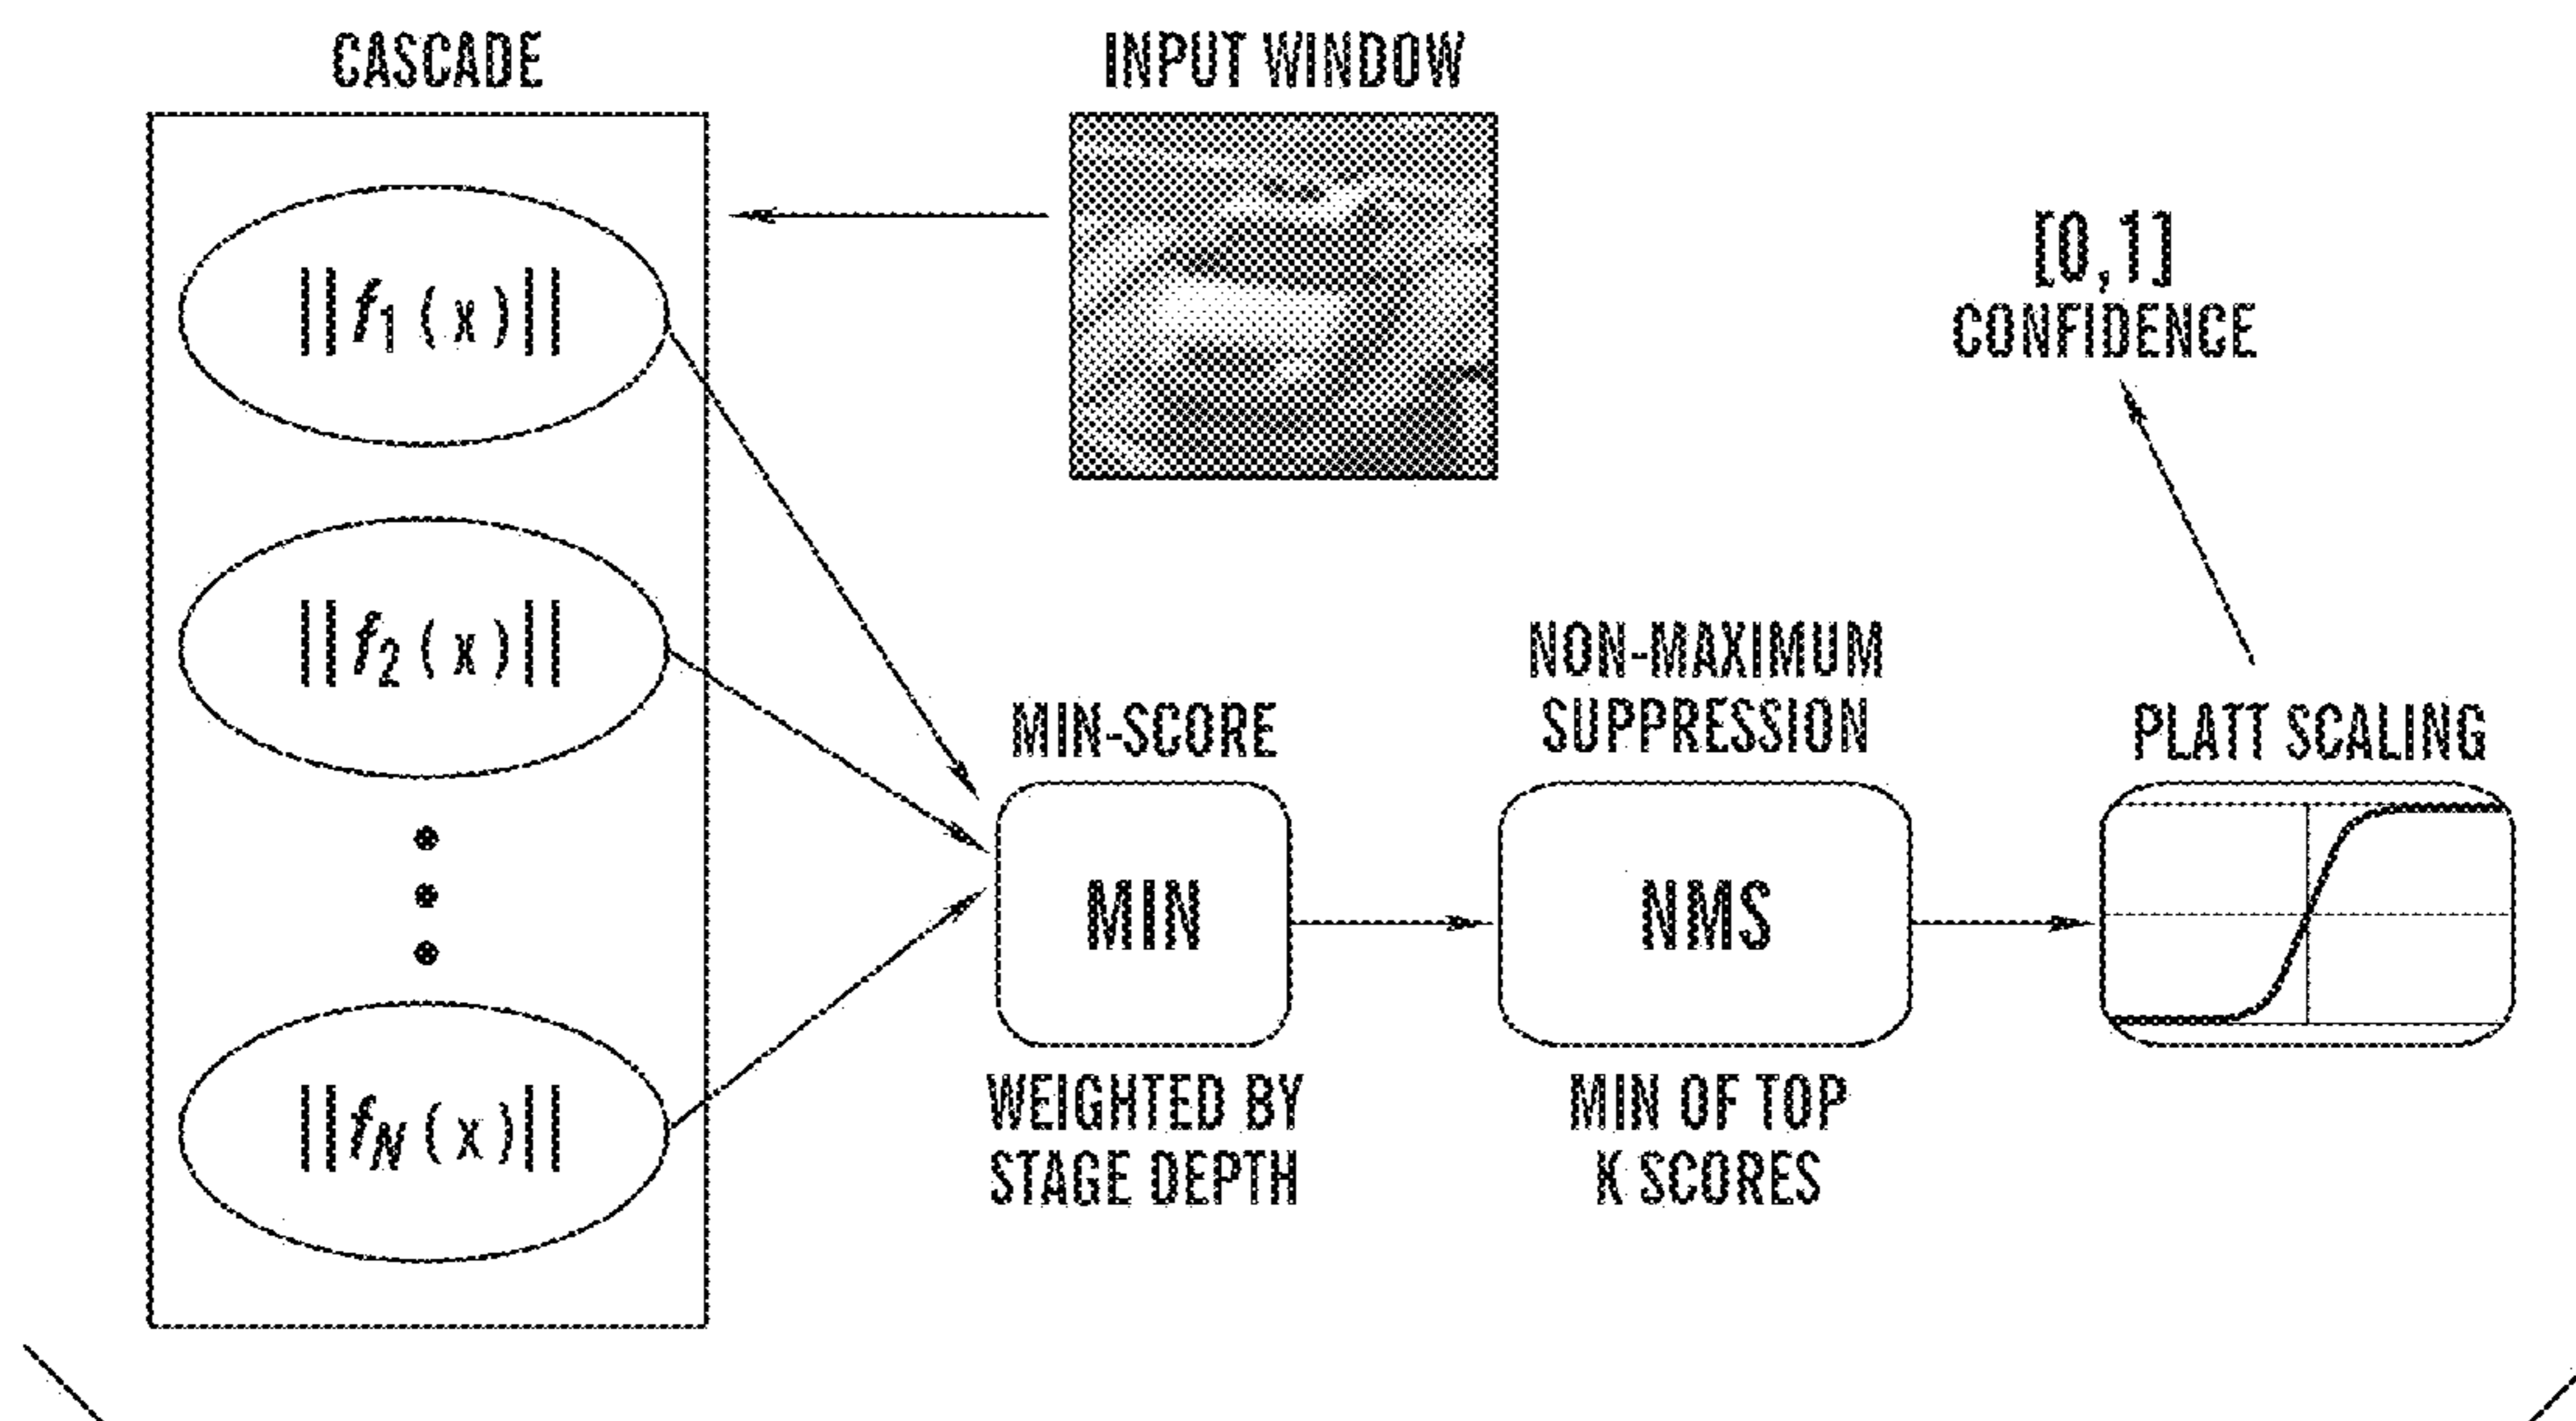 CASCADE
||f1(x)||
||f2(x)||
||fN(x)||
INPUT WINDOW
[0,1]
CONFIDENCE
MIN-SCORE
MIN
WEIGHTED BY
STAGE DEPTH
NON-MAXIMUM
SUPPRESSION
NMS
MIN OF TOP
K SCORES
PLATT SCALING